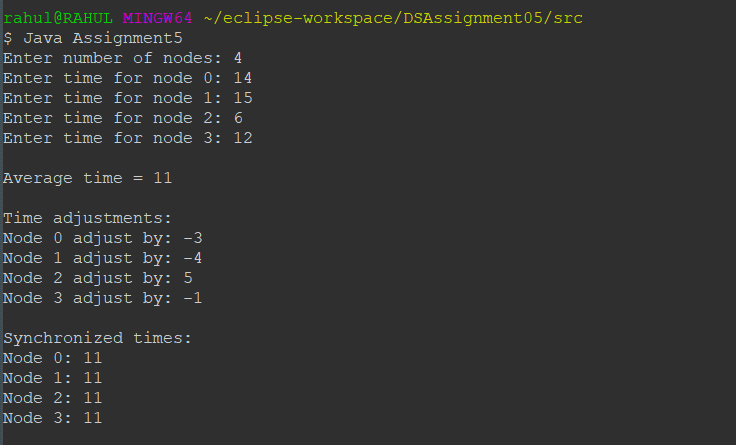 rahul@RAHUL MINGW64 ~/eclipse-workspace/DSAssignment05/src
$ Java Assignment5
Enter number of nodes: 4
Enter time for node 0: 14
Enter time for node 1: 15
Enter time for node 2: 6
Enter time for node 3: 12
Average time = 11
Time adjustments:
Node 0 adjust by: -3
Node 1 adjust by: -4
Node 2 adjust by: 5
Node 3 adjust by: -1
Synchronized times:
Node 0: 11
Node 1: 11
Node 2: 11
Node 3: 11